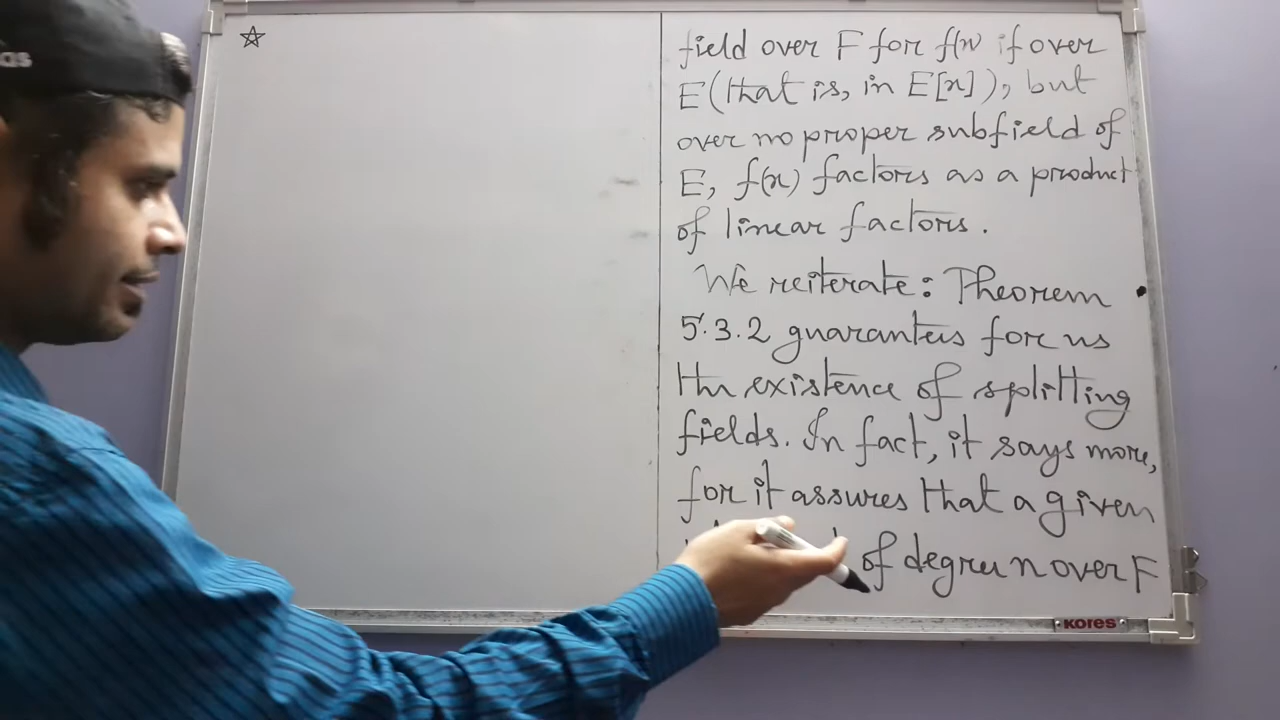 ☆
field over F for f(x) if over
E (that is, in E[x]), but
over no proper subfield of
E, f(x) factors as a product
of linear factors.
We reiterate: Theorem
5.3.2 guarantees for us
the existence of splitting
fields. In fact, it says more,
for it assures that a given
of degree n over F
KORES